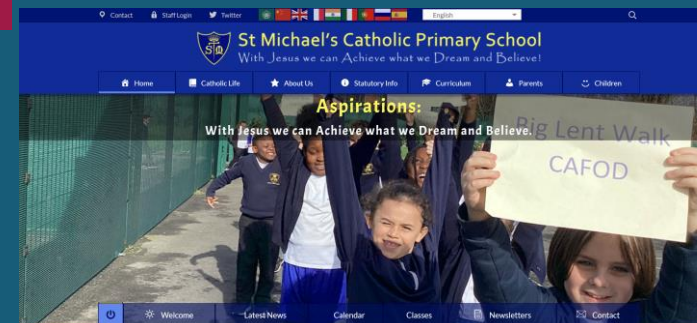 Contact Staff Login Twitter English
St Michael's Catholic Primary School
With Jesus we can Achieve what we Dream and Believe!
Home Catholic Life About Us Statutory Info Curriculum Parents Children
Aspirations:
With Jesus we can Achieve what we Dream and Believe.
Big Lent Walk
CAFOD
Welcome Latest News Calendar Classes Newsletters Contact